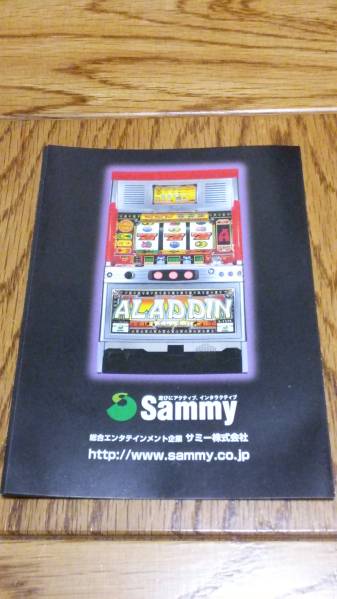 ALADDIN
遊びにアクティブ、インタラクティブ
Sammy
総合エンタテインメント企業 サミー株式会社
http://www.sammy.co.jp